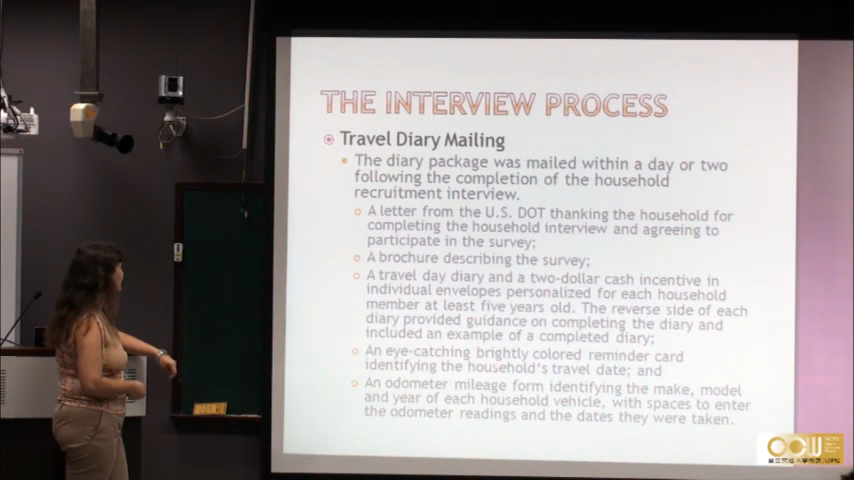 THE INTERVIEW PROCESS
Travel Diary Mailing
The diary package was mailed within a day or two
following the completion of the household
recruitment interview.
A letter from the U.S. DOT thanking the household for
completing the household interview and agreeing to
participate in the survey;
A brochure describing the survey;
A travel day diary and a two-dollar cash incentive in
individual envelopes personalized for each household
member at least five years old. The reverse side of each
diary provided guidance on completing the diary and
included an example of a completed diary;
An eye-catching brightly colored reminder card
identifying the household's travel date; and
An odometer mileage form identifying the make, model
and year of each household vehicle, with spaces to enter
the odometer readings and the dates they were taken.
OCW